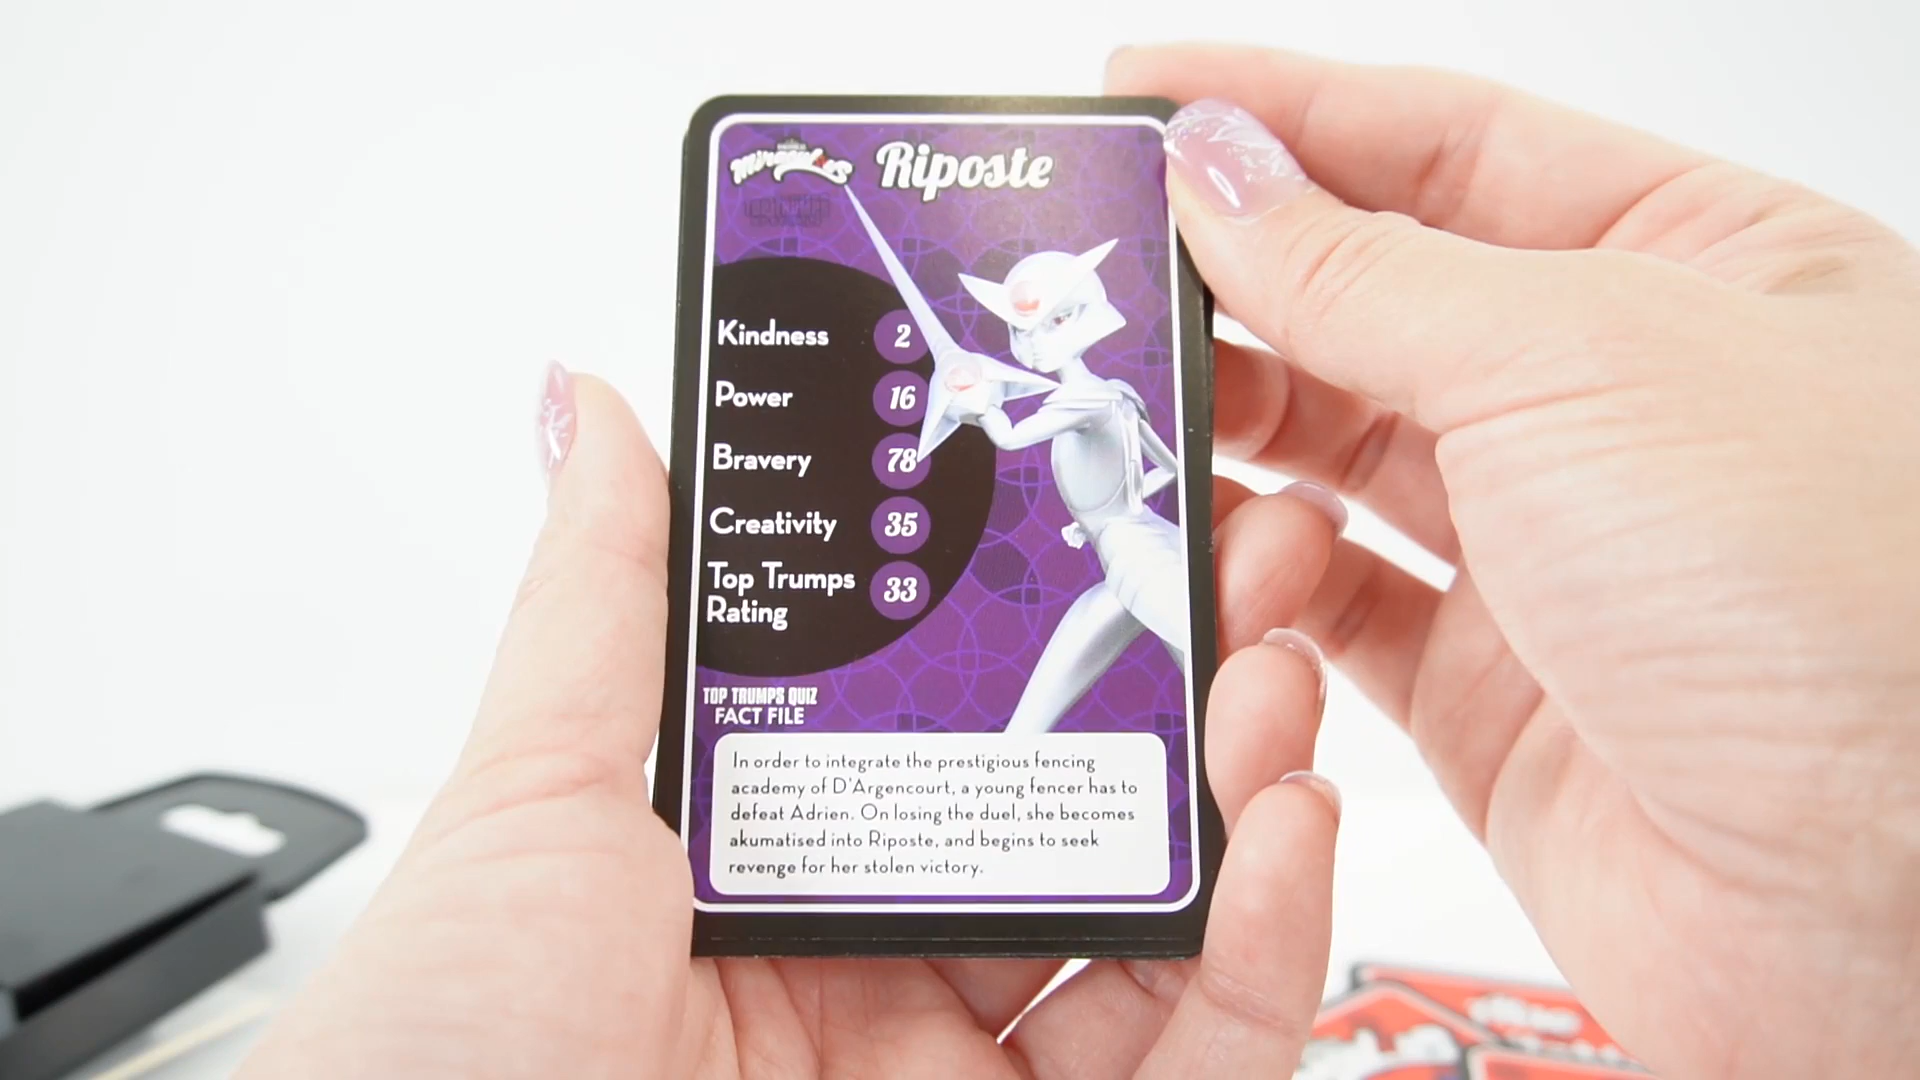 Miraculous
Riposte
Kindness 2
Power 16
Bravery 78
Creativity 35
Top Trumps
Rating 33
TOP TRUMPS QUIZ
FACT FILE
In order to integrate the prestigious fencing
academy of D'Argencourt, a young fencer has to
defeat Adrien. On losing the duel, she becomes
akumatised into Riposte, and begins to seek
revenge for her stolen victory.